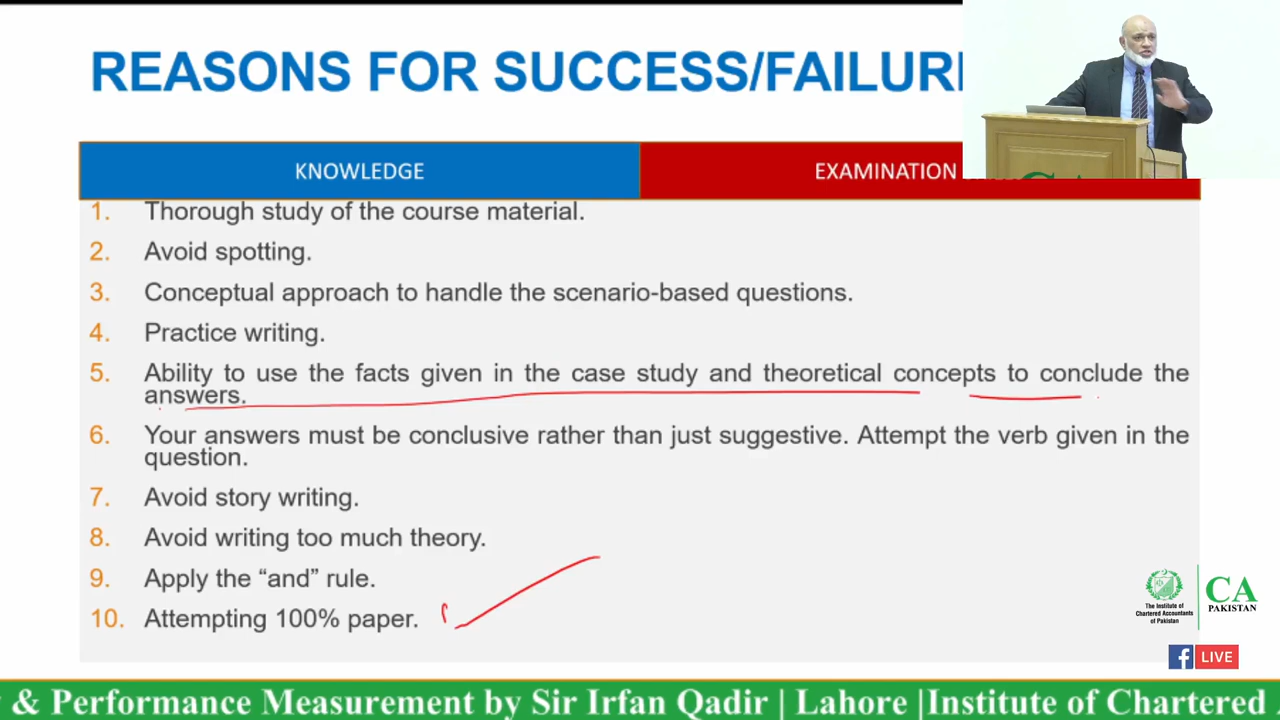 REASONS FOR SUCCESS/FAILUR
KNOWLEDGE
EXAMINATION
1. Thorough study of the course material.
2. Avoid spotting.
3. Conceptual approach to handle the scenario-based questions.
4. Practice writing.
5. Ability to use the facts given in the case study and theoretical concepts to conclude the
answers.
6. Your answers must be conclusive rather than just suggestive. Attempt the verb given in the
question.
7. Avoid story writing.
8. Avoid writing too much theory.
9. Apply the “and” rule.
10. Attempting 100% paper.
The Institute of
Chartered Accountants
of Pakistan
CA
PAKISTAN
f LIVE
& Performance Measurement by Sir Irfan Qadir | Lahore |Institute of Chartered